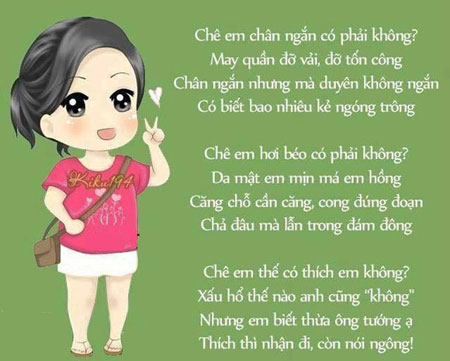 Chê em chân ngắn có phải không?
May quần đỡ vải, đỡ tốn công
Chân ngắn nhưng mà duyên không ngắn
Có biết bao nhiêu kẻ ngóng trông
Chê em hơi béo có phải không?
Da mật em mịn má em hồng
Căng chỗ cần căng, cong đúng đoạn
Chả đâu mà lẫn trong đám đông
Chê em thế có thích em không?
Xấu hổ thế nào anh cũng "không"
Nhưng em biết thừa ông tướng ạ
Thích thì nhận đi, còn nói ngông!
Kiku194